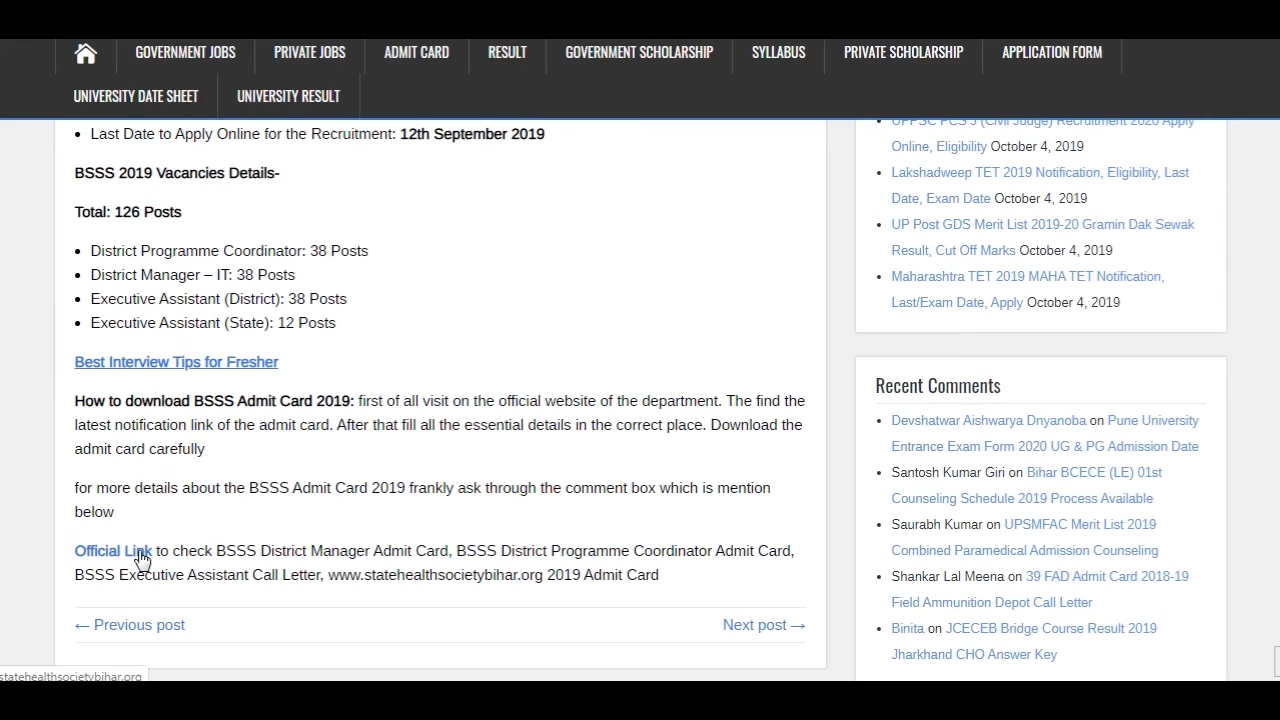 GOVERNMENT JOBS PRIVATE JOBS ADMIT CARD RESULT GOVERNMENT SCHOLARSHIP SYLLABUS PRIVATE SCHOLARSHIP APPLICATION FORM
UNIVERSITY DATE SHEET UNIVERSITY RESULT
• Last Date to Apply Online for the Recruitment: 12th September 2019
BSSS 2019 Vacancies Details-
Total: 126 Posts
• District Programme Coordinator: 38 Posts
• District Manager – IT: 38 Posts
• Executive Assistant (District): 38 Posts
• Executive Assistant (State): 12 Posts
Best Interview Tips for Fresher
How to download BSSS Admit Card 2019: first of all visit on the official website of the department. The find the
latest notification link of the admit card. After that fill all the essential details in the correct place. Download the
admit card carefully
for more details about the BSSS Admit Card 2019 frankly ask through the comment box which is mention
below
Official Link to check BSSS District Manager Admit Card, BSSS District Programme Coordinator Admit Card,
BSSS Executive Assistant Call Letter, www.statehealthsocietybihar.org 2019 Admit Card
← Previous post Next post →
• UPPSC PCS J (Civil Judge) Recruitment 2020 Apply
Online, Eligibility October 4, 2019
• Lakshadweep TET 2019 Notification, Eligibility, Last
Date, Exam Date October 4, 2019
• UP Post GDS Merit List 2019-20 Gramin Dak Sewak
Result, Cut Off Marks October 4, 2019
• Maharashtra TET 2019 MAHA TET Notification,
Last/Exam Date, Apply October 4, 2019
Recent Comments
• Devshatwar Aishwarya Dnyanoba on Pune University
Entrance Exam Form 2020 UG & PG Admission Date
• Santosh Kumar Giri on Bihar BCECE (LE) 01st
Counseling Schedule 2019 Process Available
• Saurabh Kumar on UPSMFAC Merit List 2019
Combined Paramedical Admission Counseling
• Shankar Lal Meena on 39 FAD Admit Card 2018-19
Field Ammunition Depot Call Letter
• Binita on JCECEB Bridge Course Result 2019
Jharkhand CHO Answer Key
statehealthsocietybihar.org